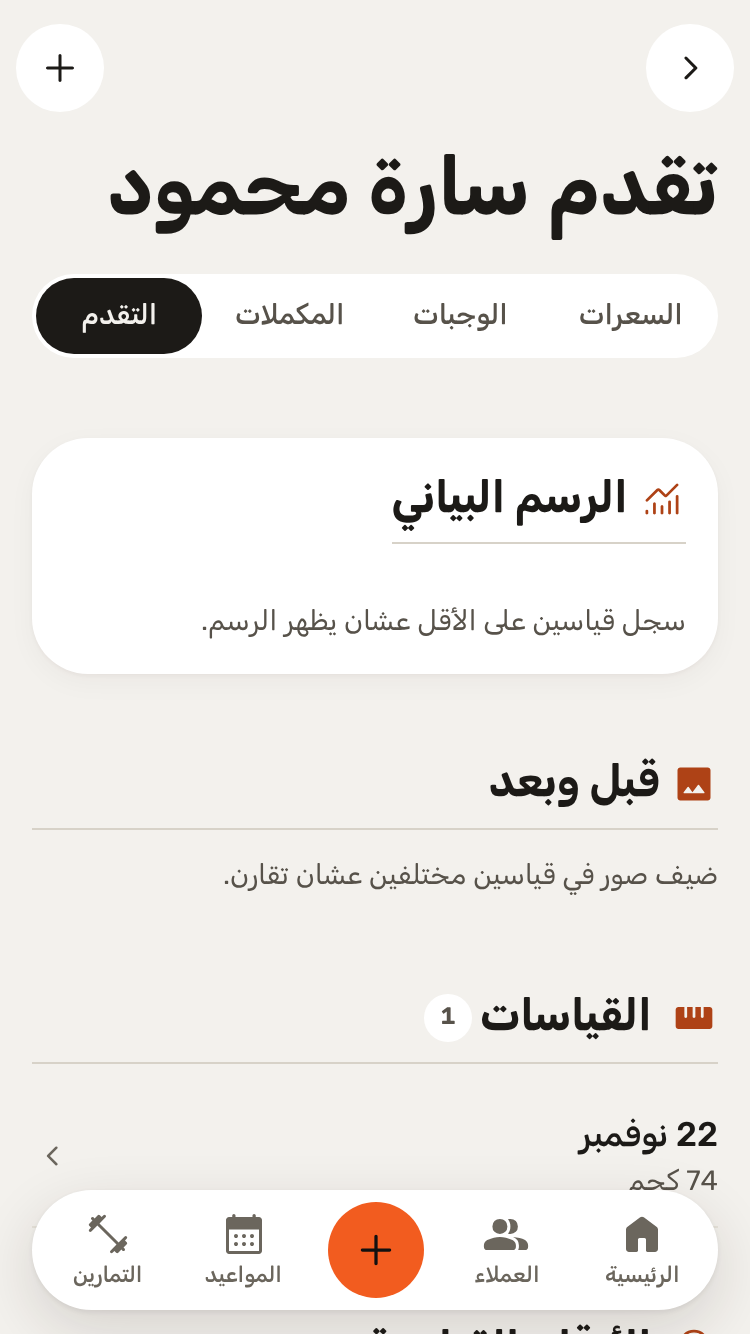 تقدم سارة محمود
السعرات
الوجبات
المكملات
التقدم
الرسم البياني
سجل قياسين على الأقل عشان يظهر الرسم.
قبل وبعد
ضيف صور في قياسين مختلفين عشان تقارن.
القياسات 1
22 نوفمبر
74 كجم
الرئيسية
العملاء
المواعيد
التمارين